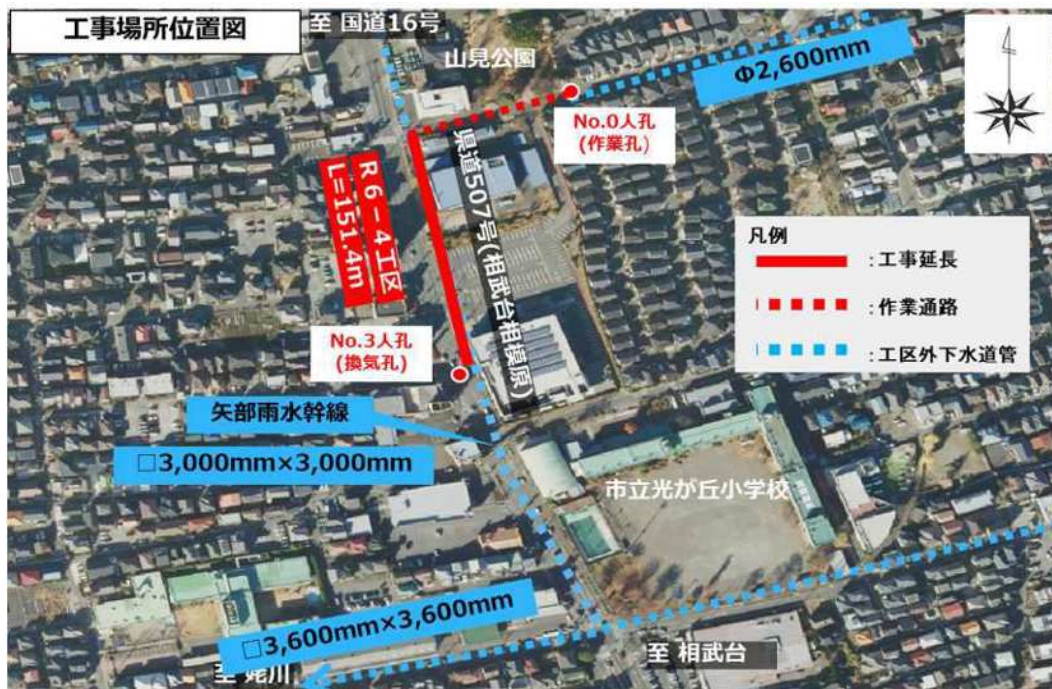 工事場所位置図
至 国道16号
山見公園
Φ2,600mm
No.0人孔
(作業孔)
県道507号(相武台相模原)
R6-4工区
L=151.4m
凡例
:工事延長
:作業通路
:工区外下水道管
No.3人孔
(換気孔)
矢部雨水幹線
□3,000mm×3,000mm
市立光が丘小学校
□3,600mm×3,600mm
至 相武台
至 姥川